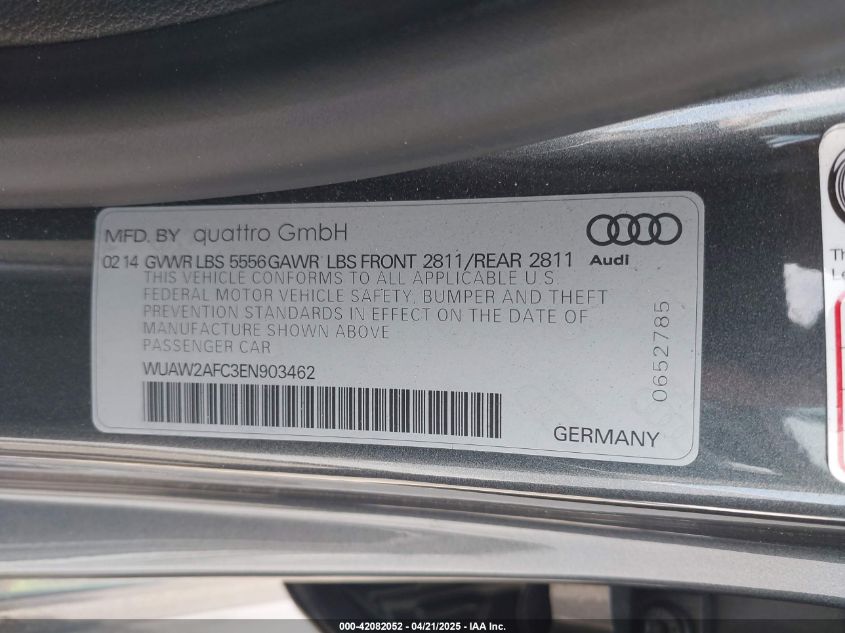 MFD. BY quattro GmbH
Audi
02 14 GVWR LBS 5556 GAWR LBS FRONT 2811/REAR 2811
THIS VEHICLE CONFORMS TO ALL APPLICABLE U.S.
FEDERAL MOTOR VEHICLE SAFETY, BUMPER AND THEFT
PREVENTION STANDARDS IN EFFECT ON THE DATE OF
MANUFACTURE SHOWN ABOVE
PASSENGER CAR
WUAW2AFC3EN903462
0652785
GERMANY
Th
Le
000-42082052 - 04/21/2025 - IAA Inc.